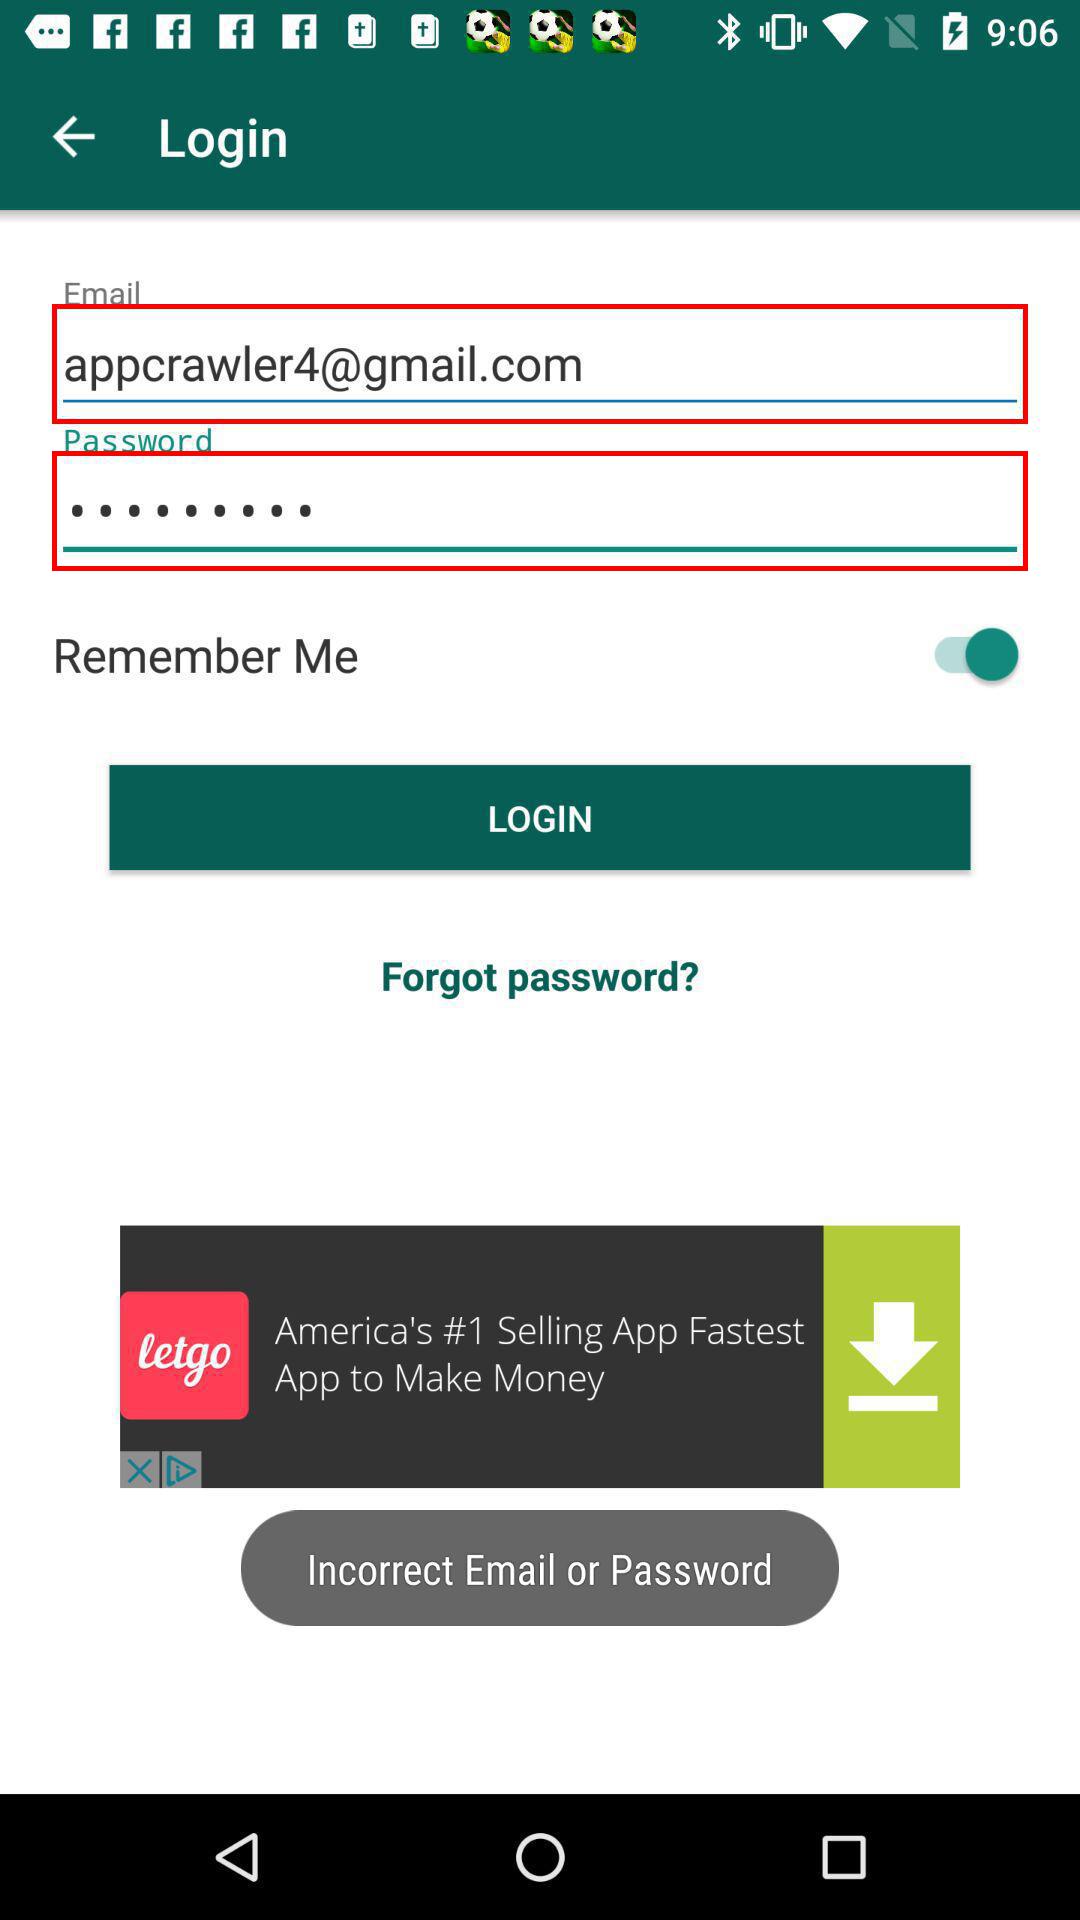 9:06
Login
Email
appcrawler4@gmail.com
Password
•••••••••
Remember Me
LOGIN
Forgot password?
letgo
America's #1 Selling App Fastest
App to Make Money
Incorrect Email or Password